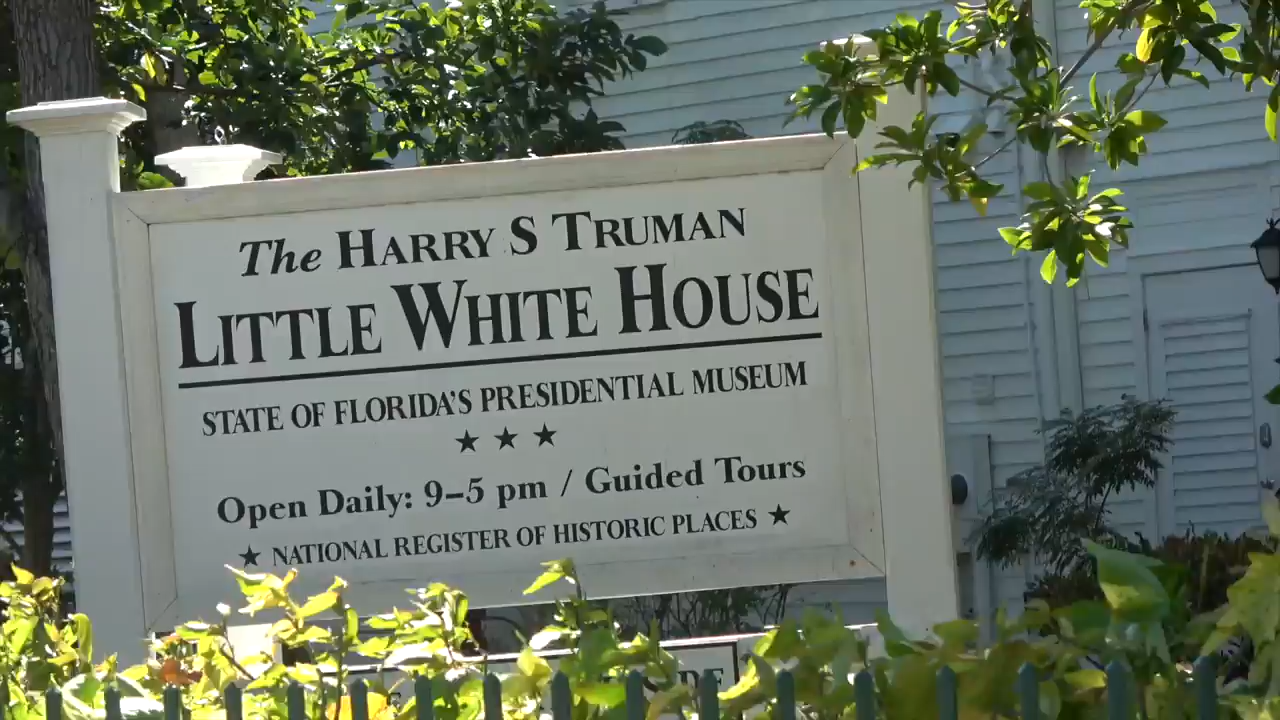 The HARRY S TRUMAN
LITTLE WHITE HOUSE
STATE OF FLORIDA'S PRESIDENTIAL MUSEUM
★ ★ ★
Open Daily: 9–5 pm / Guided Tours
★ NATIONAL REGISTER OF HISTORIC PLACES ★